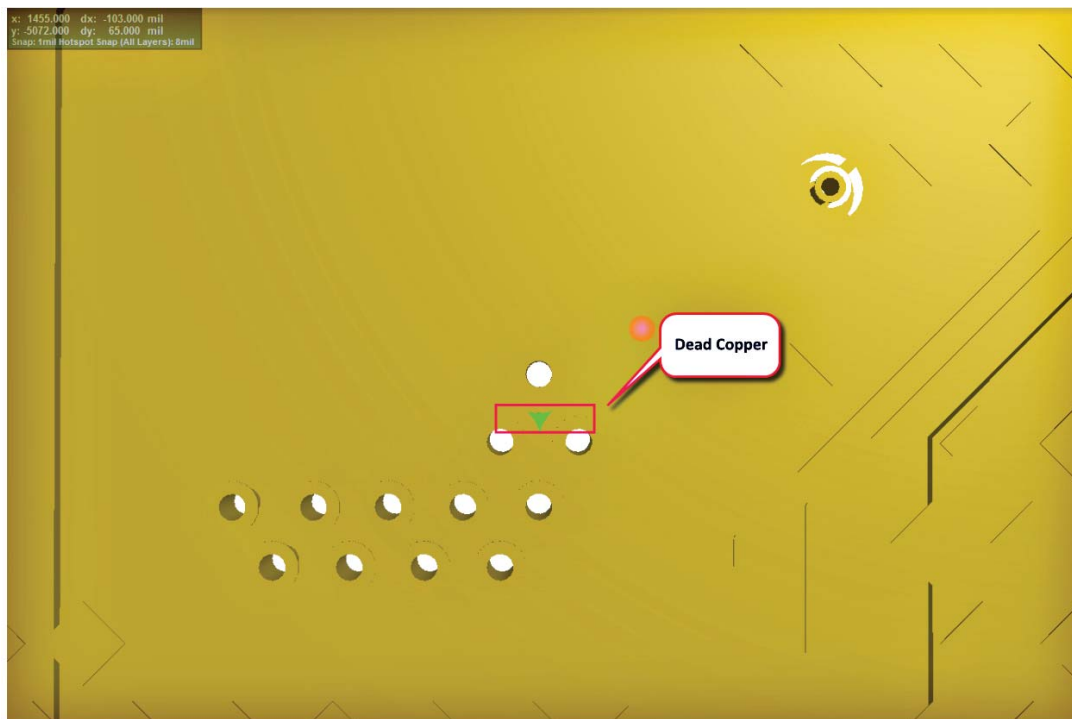 x: 1455.000 dx: -103.000 mil
y: -5072.000 dy: 65.000 mil
Snap: 1mil Hotspot Snap (All Layers): 8mil
Dead Copper